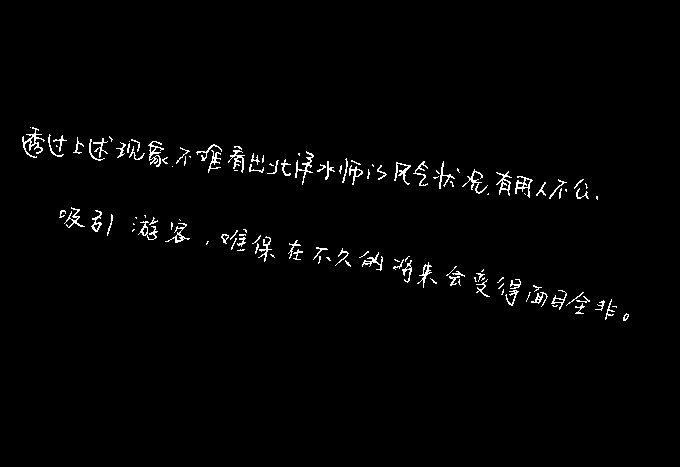 透过上述现象,不难看出北洋水师的风气状况,有用人不公、
吸引游客,难保在不久的将来会变得面目全非。